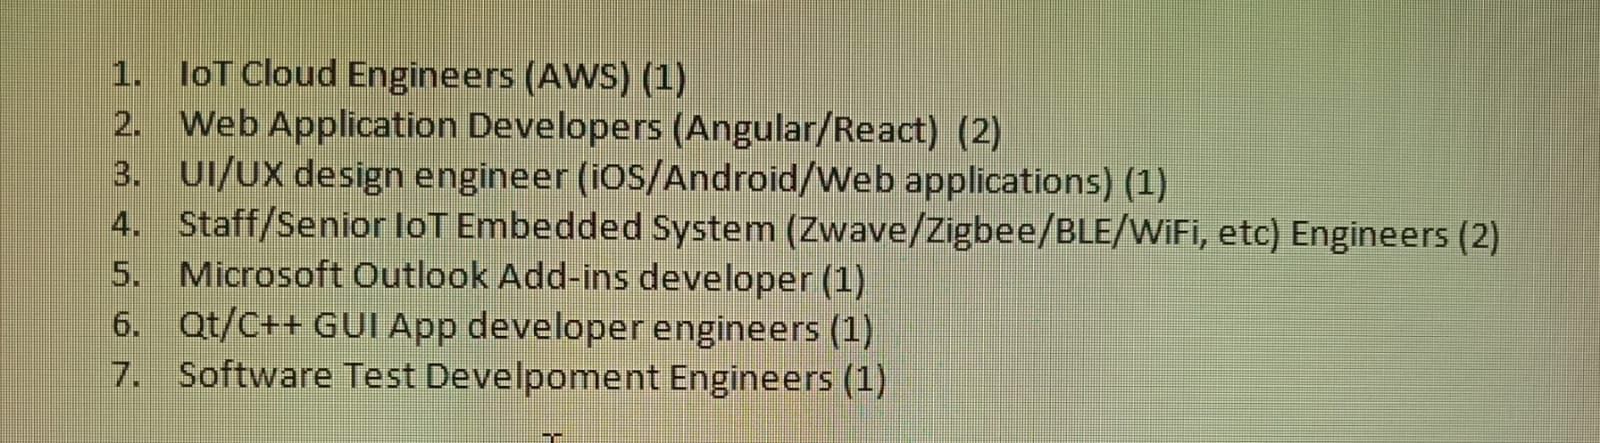 1. IoT Cloud Engineers (AWS) (1)
2. Web Application Developers (Angular/React) (2)
3. UI/UX design engineer (iOS/Android/Web applications) (1)
4. Staff/Senior IoT Embedded System (Zwave/Zigbee/BLE/WiFi, etc) Engineers (2)
5. Microsoft Outlook Add-ins developer (1)
6. Qt/C++ GUI App developer engineers (1)
7. Software Test Develpoment Engineers (1)